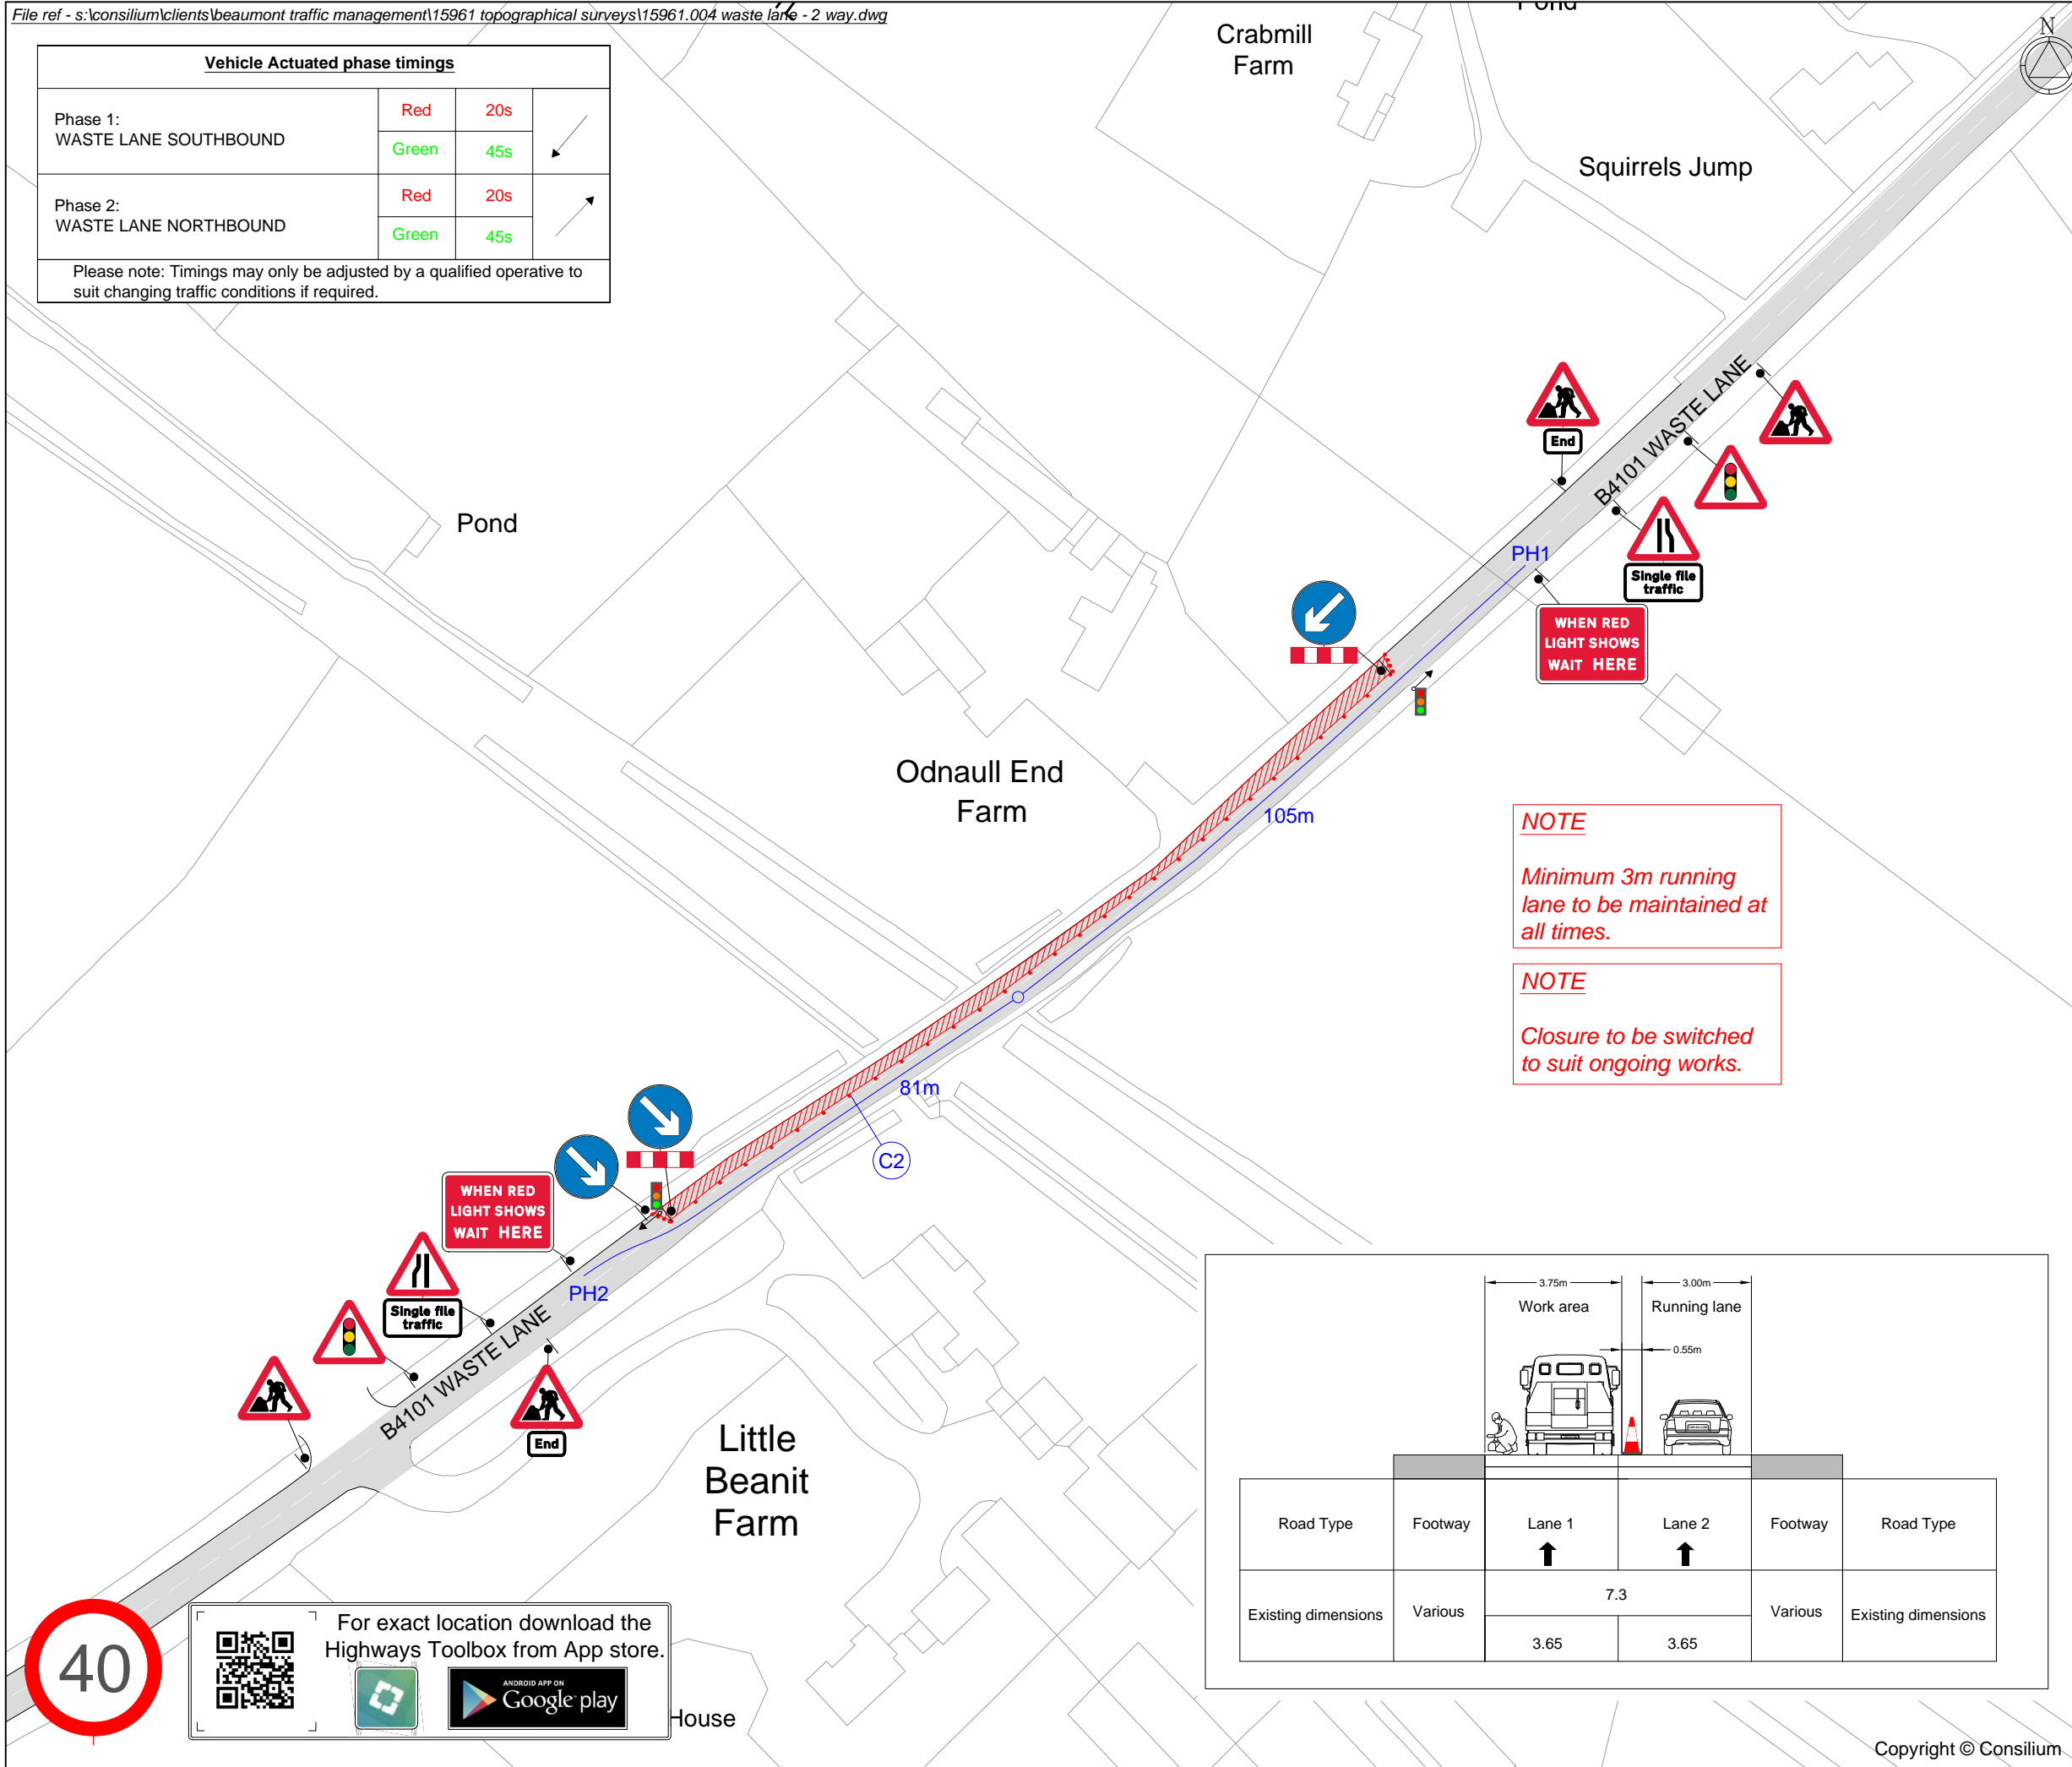 File ref - s:\consilium\clients\beaumont traffic management\15961 topographical surveys\15961.004 waste lane - 2 way.dwg
Vehicle Actuated phase timings
Phase 1:
WASTE LANE SOUTHBOUND
Red 20s
Green 45s
Phase 2:
WASTE LANE NORTHBOUND
Red 20s
Green 45s
Please note: Timings may only be adjusted by a qualified operative to
suit changing traffic conditions if required.
Crabmill
Farm
Pond
N
Squirrels Jump
Pond
End
B4101 WASTE LANE
PH1
Single file
traffic
WHEN RED
LIGHT SHOWS
WAIT HERE
Odnaull End
Farm
105m
NOTE
Minimum 3m running
lane to be maintained at
all times.
NOTE
Closure to be switched
to suit ongoing works.
81m
C2
WHEN RED
LIGHT SHOWS
WAIT HERE
PH2
Single file
traffic
B4101 WASTE LANE
End
Little
Beanit
Farm
3.75m
3.00m
Work area
Running lane
0.55m
Road Type Footway Lane 1 Lane 2 Footway Road Type
Existing dimensions Various 7.3 Various Existing dimensions
3.65 3.65
40
For exact location download the
Highways Toolbox from App store.
ANDROID APP ON
Google play
House
Copyright © Consilium